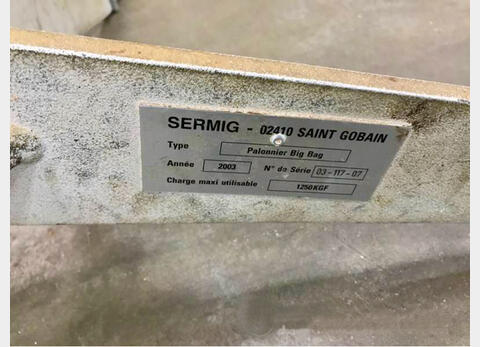 SERMIG - 02410 SAINT GOBAIN
Type Palonnier Big Bag
Année 2003 N° de Série 03-117-07
Charge maxi utilisable 1250KGF